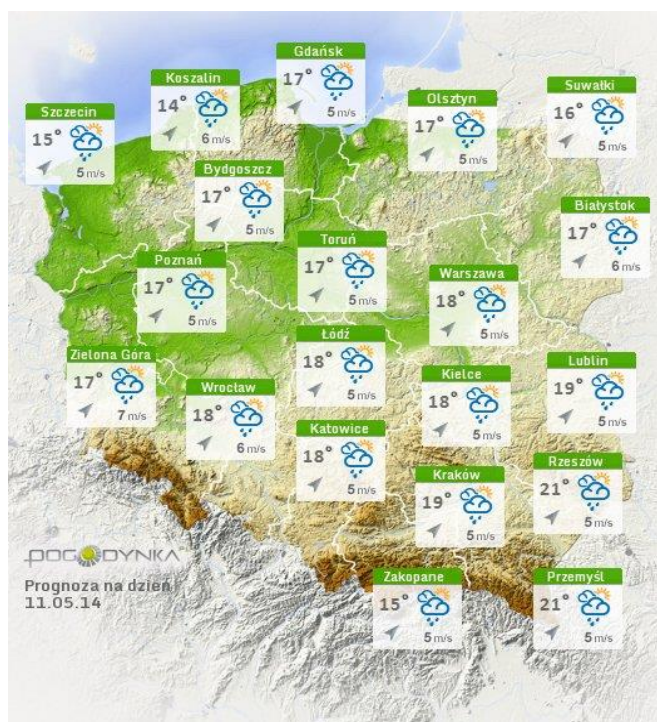 Gdańsk
17°
5 m/s
Koszalin
14°
6 m/s
Suwałki
16°
5 m/s
Olsztyn
17°
5 m/s
Szczecin
15°
5 m/s
Bydgoszcz
17°
5 m/s
Białystok
17°
6 m/s
Toruń
17°
5 m/s
Poznań
17°
5 m/s
Warszawa
18°
5 m/s
Łódź
18°
5 m/s
Zielona Góra
17°
7 m/s
Lublin
19°
5 m/s
Kielce
18°
5 m/s
Wrocław
18°
6 m/s
Katowice
18°
5 m/s
Rzeszów
21°
5 m/s
Kraków
19°
5 m/s
POGODYNKA
Prognoza na dzień
11.05.14
Zakopane
15°
5 m/s
Przemyśl
21°
5 m/s